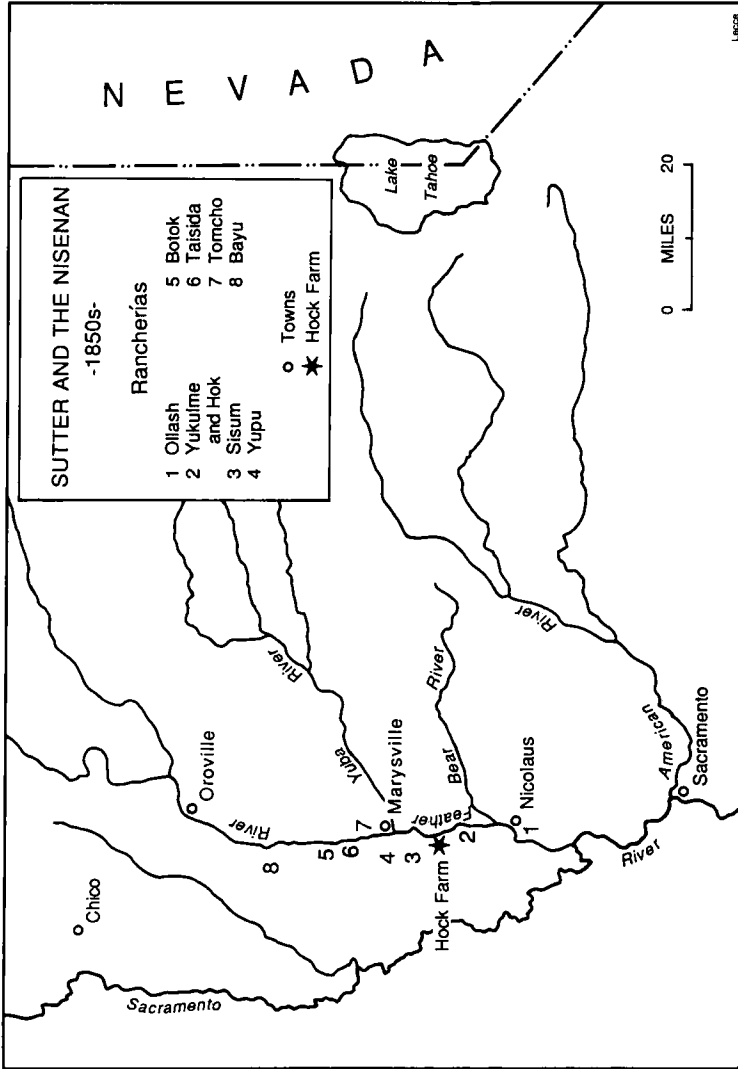 SUTTER AND THE NISENAN
-1850s-
Rancherías
1 Ollash
2 Yukulme
and Hok
3 Sisum
4 Yupu
5 Botok
6 Taisida
7 Tomcho
8 Bayu
Towns
Hock Farm
NEVADA
Lake
Tahoe
0 MILES 20
Chico
Sacramento
River
Oroville
River
Feather
8
5
6
7
4
3
2
1
Yuba
River
Marysville
Hock Farm
Bear
River
Nicolaus
American
River
Sacramento
Lecce